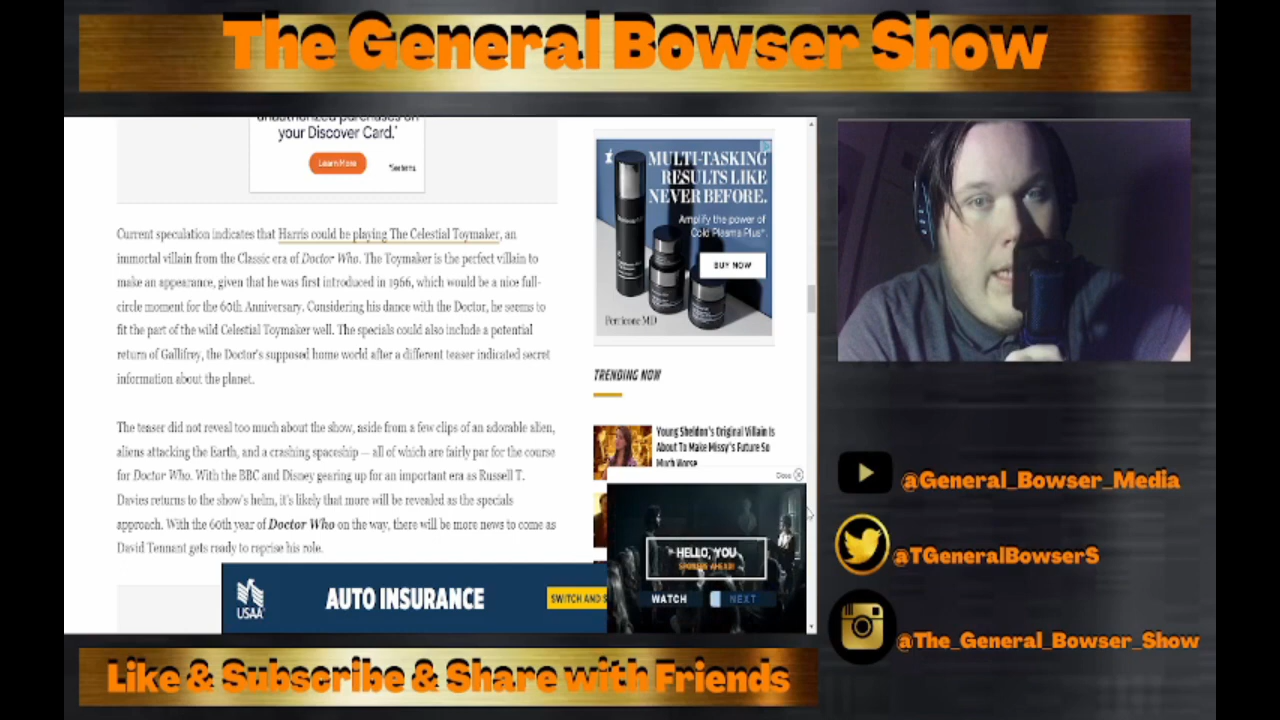 The General Bowser Show
unauthorized purchases on
your Discover Card.*
Learn More
*See terms.
Current speculation indicates that Harris could be playing The Celestial Toymaker, an
immortal villain from the Classic era of Doctor Who. The Toymaker is the perfect villain to
make an appearance, given that he was first introduced in 1966, which would be a nice full-
circle moment for the 60th Anniversary. Considering his dance with the Doctor, he seems to
fit the part of the wild Celestial Toymaker well. The specials could also include a potential
return of Gallifrey, the Doctor's supposed home world after a different teaser indicated secret
information about the planet.
The teaser did not reveal too much about the show, aside from a few clips of an adorable alien,
aliens attacking the Earth, and a crashing spaceship — all of which are fairly par for the course
for Doctor Who. With the BBC and Disney gearing up for an important era as Russell T.
Davies returns to the show's helm, it's likely that more will be revealed as the specials
approach. With the 60th year of Doctor Who on the way, there will be more news to come as
David Tennant gets ready to reprise his role.
MULTI-TASKING
RESULTS LIKE
NEVER BEFORE.
Amplify the power of
Cold Plasma Plus+.
BUY NOW
Perricone MD
TRENDING NOW
Young Sheldon's Original Villain Is
About To Make Missy's Future So
Much Worse
Close
HELLO, YOU
SPOILERS AHEAD!
WATCH
NEXT
USAA
AUTO INSURANCE
SWITCH AND S
@General_Bowser_Media
@TGeneralBowserS
@The_General_Bowser_Show
Like & Subscribe & Share with Friends